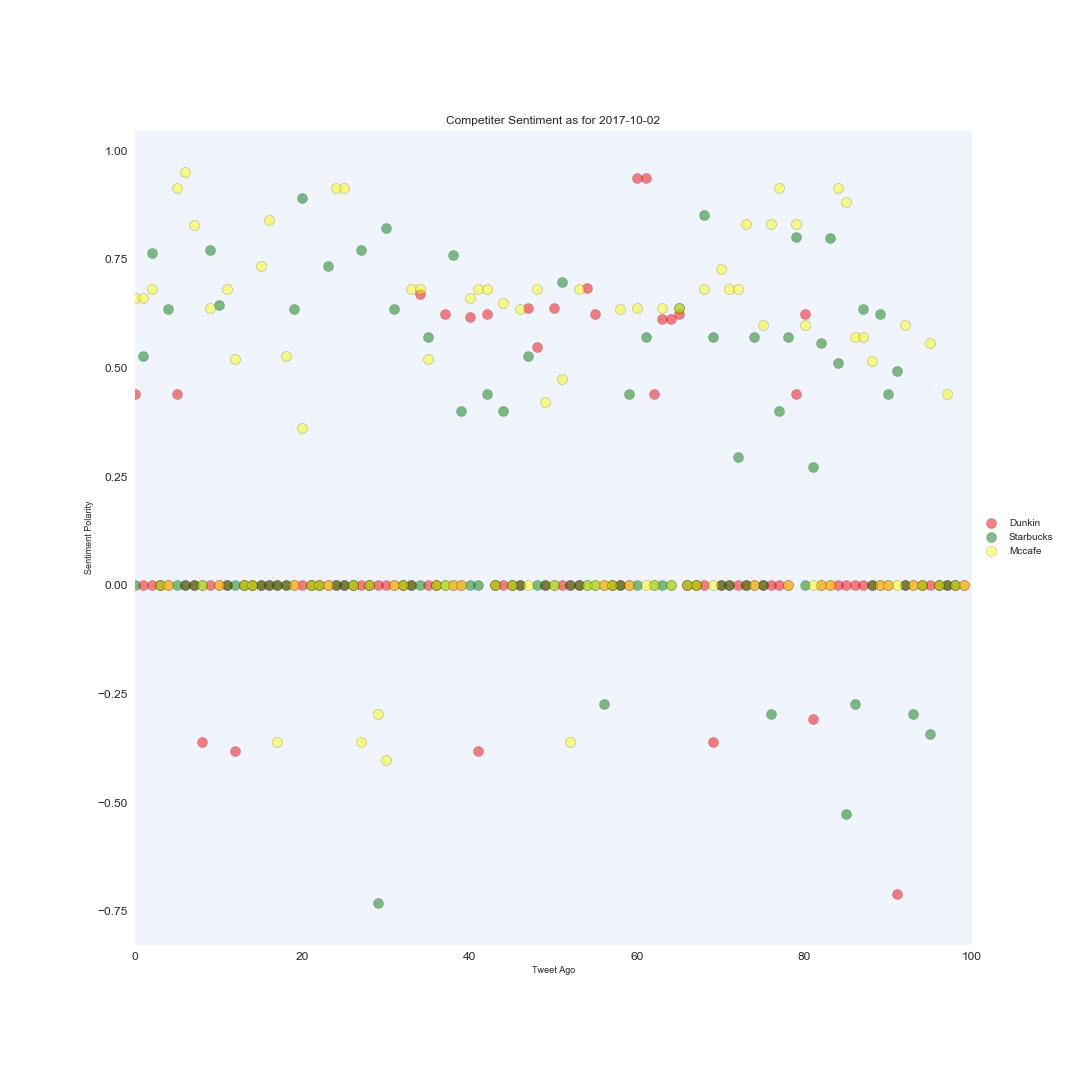 Competiter Sentiment as for 2017-10-02
1.00
0.75
0.50
0.25
0.00
−0.25
−0.50
−0.75
Sentiment Polarity
0 20 40 60 80 100
Tweet Ago
Dunkin
Starbucks
Mccafe